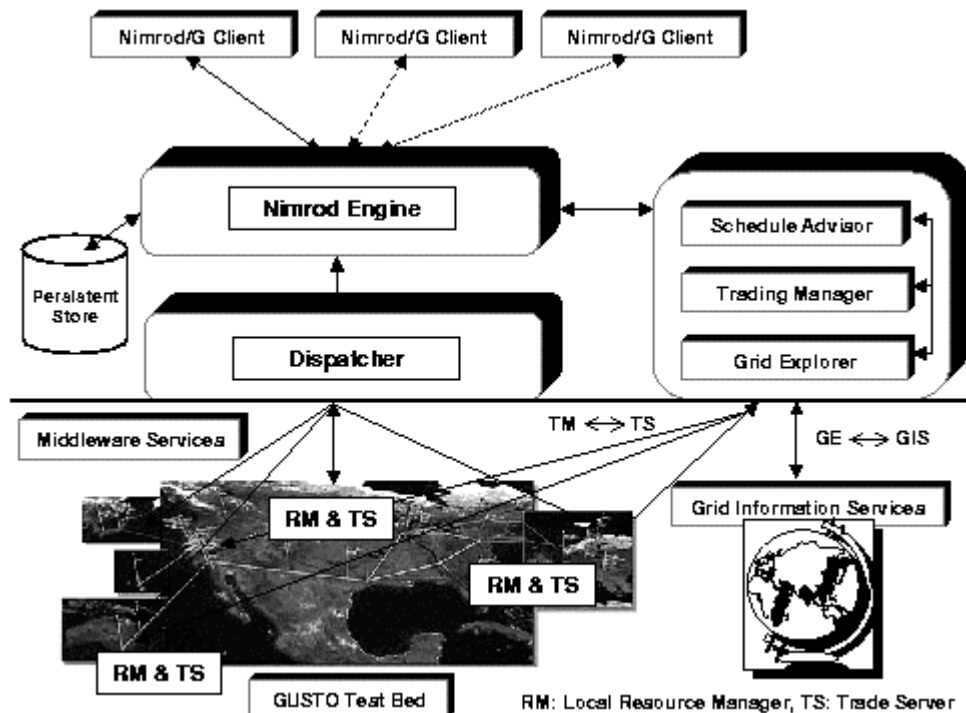 Nimrod/G Client
Nimrod/G Client
Nimrod/G Client
Nimrod Engine
Schedule Advisor
Trading Manager
Grid Explorer
Persistent
Store
Dispatcher
Middleware Services
TM <-> TS
GE <-> GIS
Grid Information Services
RM & TS
RM & TS
RM & TS
GUSTO Test Bed
RM: Local Resource Manager, TS: Trade Server